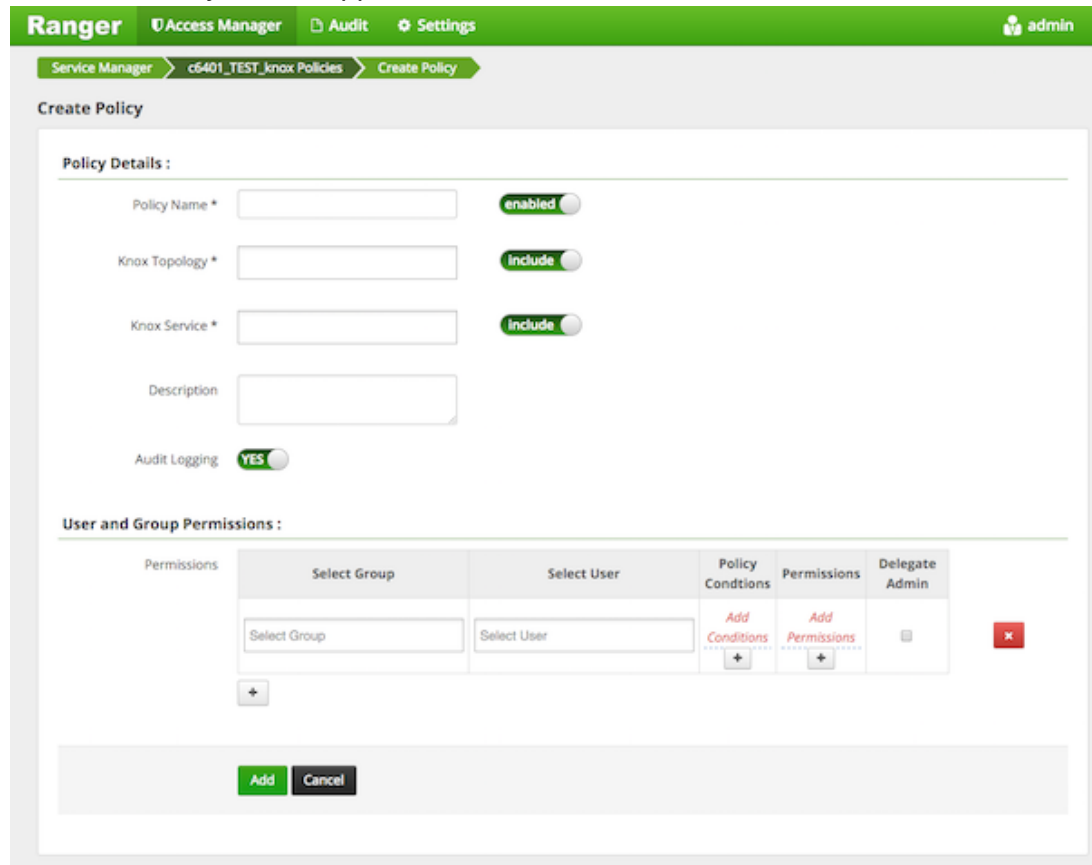 Ranger Access Manager Audit Settings admin
Service Manager c6401_TEST_knox Policies Create Policy
Create Policy
Policy Details :
Policy Name * enabled
Knox Topology * include
Knox Service * include
Description
Audit Logging YES
User and Group Permissions :
Permissions Select Group Select User Policy Condtions Permissions Delegate Admin
Select Group Select User Add Conditions + Add Permissions + x
+
Add Cancel